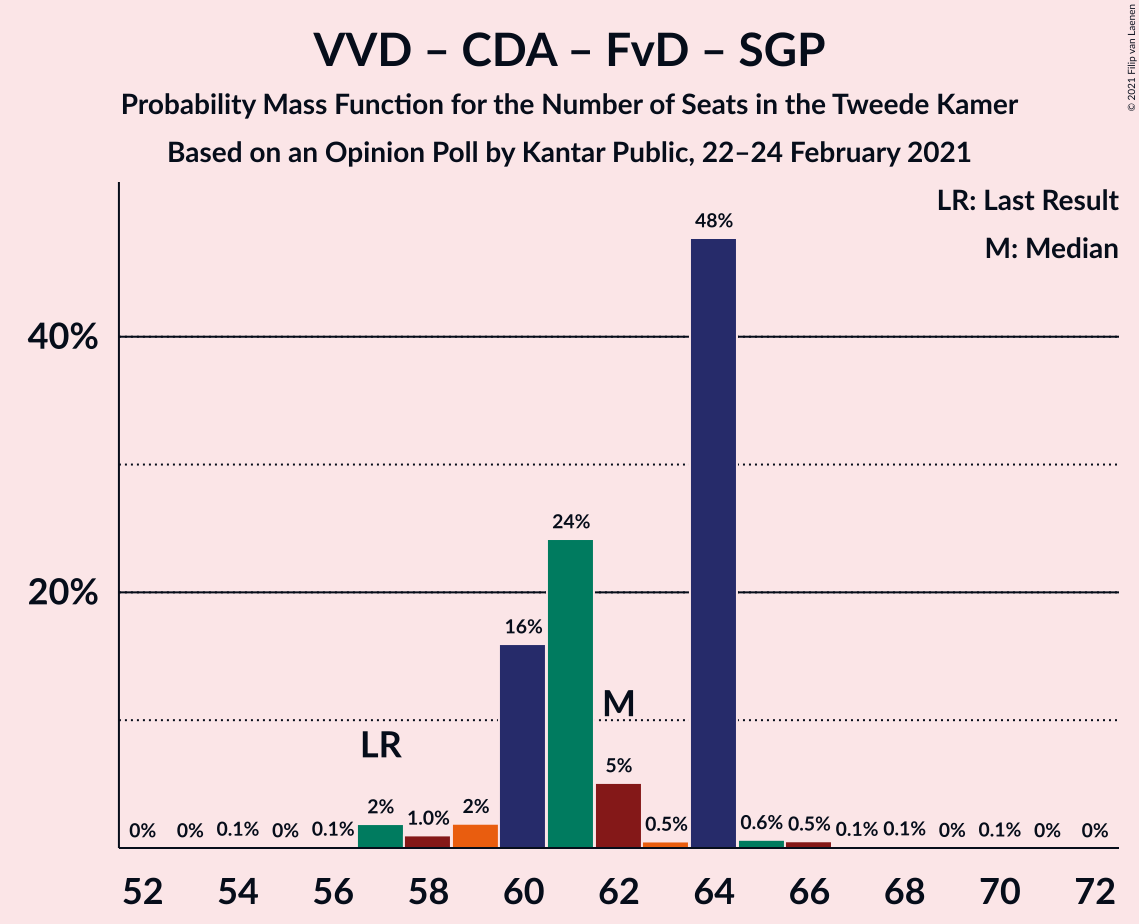 VVD – CDA – FvD – SGP
Probability Mass Function for the Number of Seats in the Tweede Kamer
Based on an Opinion Poll by Kantar Public, 22–24 February 2021
© 2021 Filip van Laenen
LR: Last Result
M: Median
48%
40%
24%
20%
16%
M
LR
5%
0% 0% 0.1% 0% 0.1% 2% 1.0% 2% 0.5% 0.6% 0.5% 0.1% 0.1% 0% 0.1% 0% 0%
52 54 56 58 60 62 64 66 68 70 72